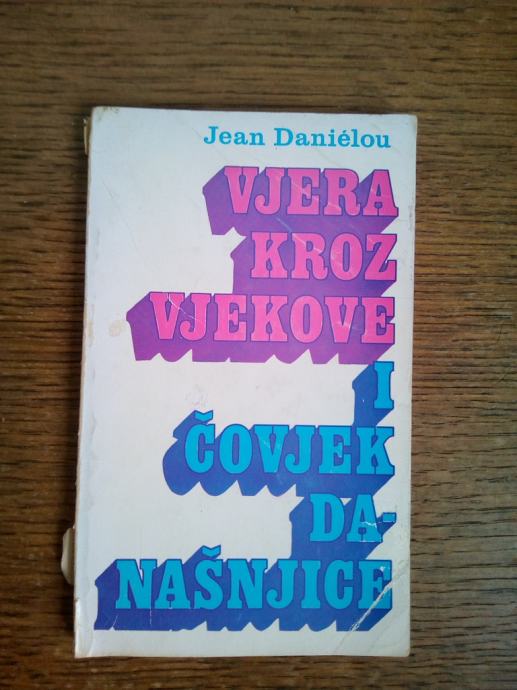 Jean Daniélou
VJERA
KROZ
VJEKOVE
I
ČOVJEK
DA-
NAŠNJICE